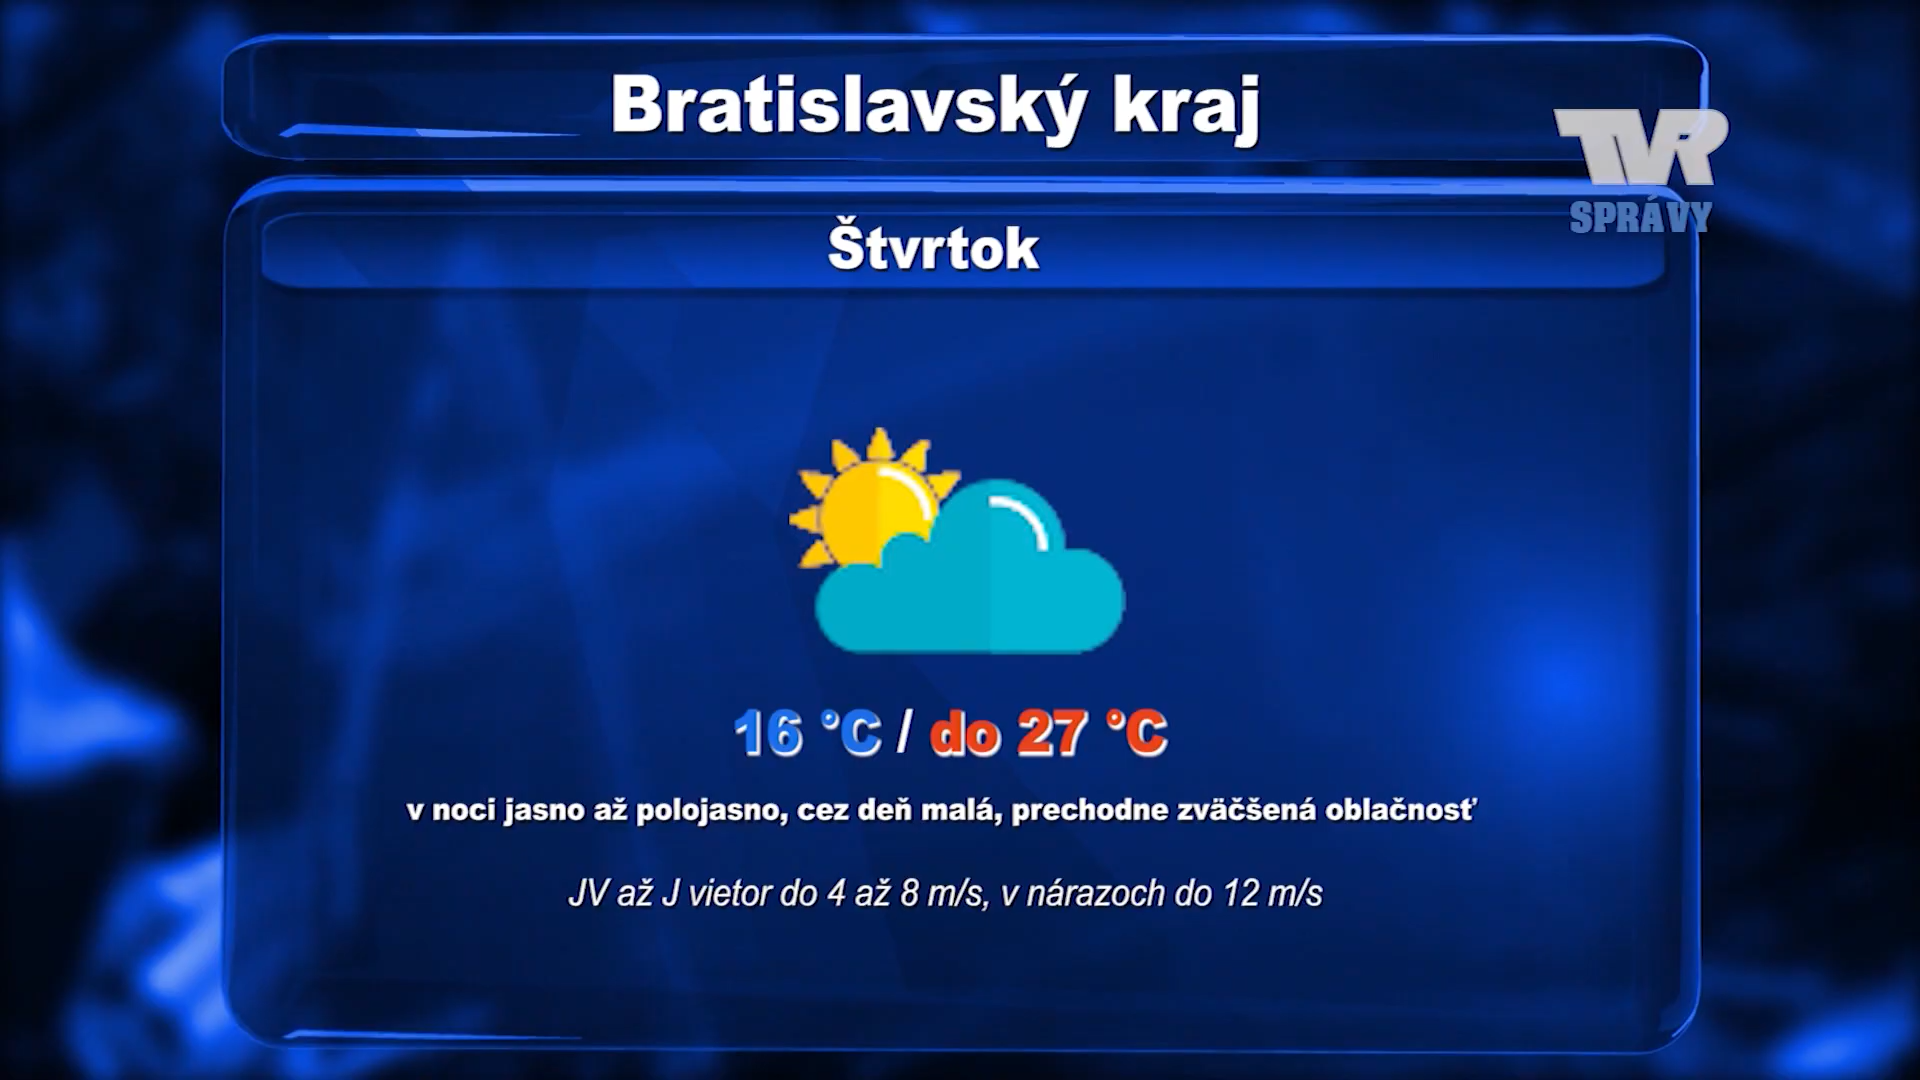 Bratislavský kraj
TVR
SPRÁVY
Štvrtok
16 °C / do 27 °C
v noci jasno až polojasno, cez deň malá, prechodne zväčšená oblačnosť
JV až J vietor do 4 až 8 m/s, v nárazoch do 12 m/s